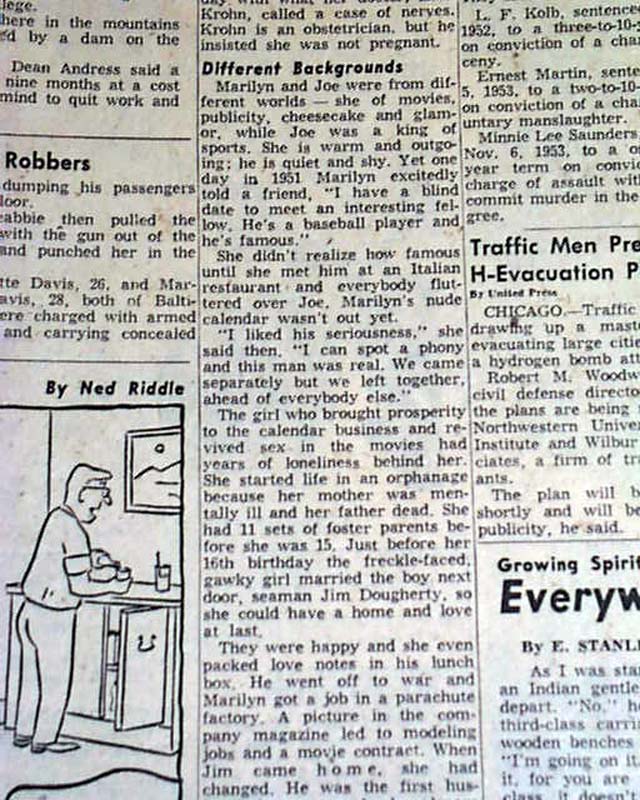 llege.
here in the mountains
ed by a dam on the
Dean Andress said a
nine months at a cost
mind to quit work and
Robbers
dumping his passengers
loor.
eabbie then pulled the
with the gun out of the
and punched her in the
tte Davis, 26, and Mar-
avis, 28, both of Balti-
ere charged with armed
and carrying concealed
By Ned Riddle
Krohn, called a case of nerves.
Krohn is an obstetrician, but he
insisted she was not pregnant.
Different Backgrounds
Marilyn and Joe were from dif-
ferent worlds — she of movies,
publicity, cheesecake and glam-
or, while Joe was a king of
sports. She is warm and outgo-
ing; he is quiet and shy. Yet one
day in 1951 Marilyn excitedly
told a friend, "I have a blind
date to meet an interesting fel-
low. He's a baseball player and
he's famous."
She didn't realize how famous
until she met him at an Italian
restaurant and everybody flut-
tered over Joe. Marilyn's nude
calendar wasn't out yet.
"I liked his seriousness," she
said then. "I can spot a phony
and this man was real. We came
separately but we left together,
ahead of everybody else."
The girl who brought prosperity
to the calendar business and re-
vived sex in the movies had
years of loneliness behind her.
She started life in an orphanage
because her mother was men-
tally ill and her father dead. She
had 11 sets of foster parents be-
fore she was 15. Just before her
16th birthday the freckle-faced,
gawky girl married the boy next
door, seaman Jim Dougherty, so
she could have a home and love
at last.
They were happy and she even
packed love notes in his lunch
box. He went off to war and
Marilyn got a job in a parachute
factory. A picture in the com-
pany magazine led to modeling
jobs and a movie contract. When
Jim came home, she had
changed. He was the first hus-
L. F. Kolb, sentenced
1952, to a three-to-10-y
on conviction of a char
ceny.
Ernest Martin, sente
5, 1953, to a two-to-10-
on conviction of a cha
untary manslaughter.
Minnie Lee Saunders,
Nov. 6, 1953, to a o
year term on convic
charge of assault with
commit murder in the
gree.
Traffic Men Pre
H-Evacuation P
By United Press
CHICAGO.—Traffic
drawing up a mast
evacuating large citie
a hydrogen bomb att
Robert M. Woodw
civil defense directo
the plans are being
Northwestern Univer
Institute and Wilbur
ciates, a firm of tra
ants.
The plan will b
shortly and will be
publicity, he said.
Growing Spirit
Everyw
By E. STANL
As I was star
an Indian gentle
depart. "No," he
third-class carri
wooden benches
"I'm going on it,
it, for you are
class, it doesn't